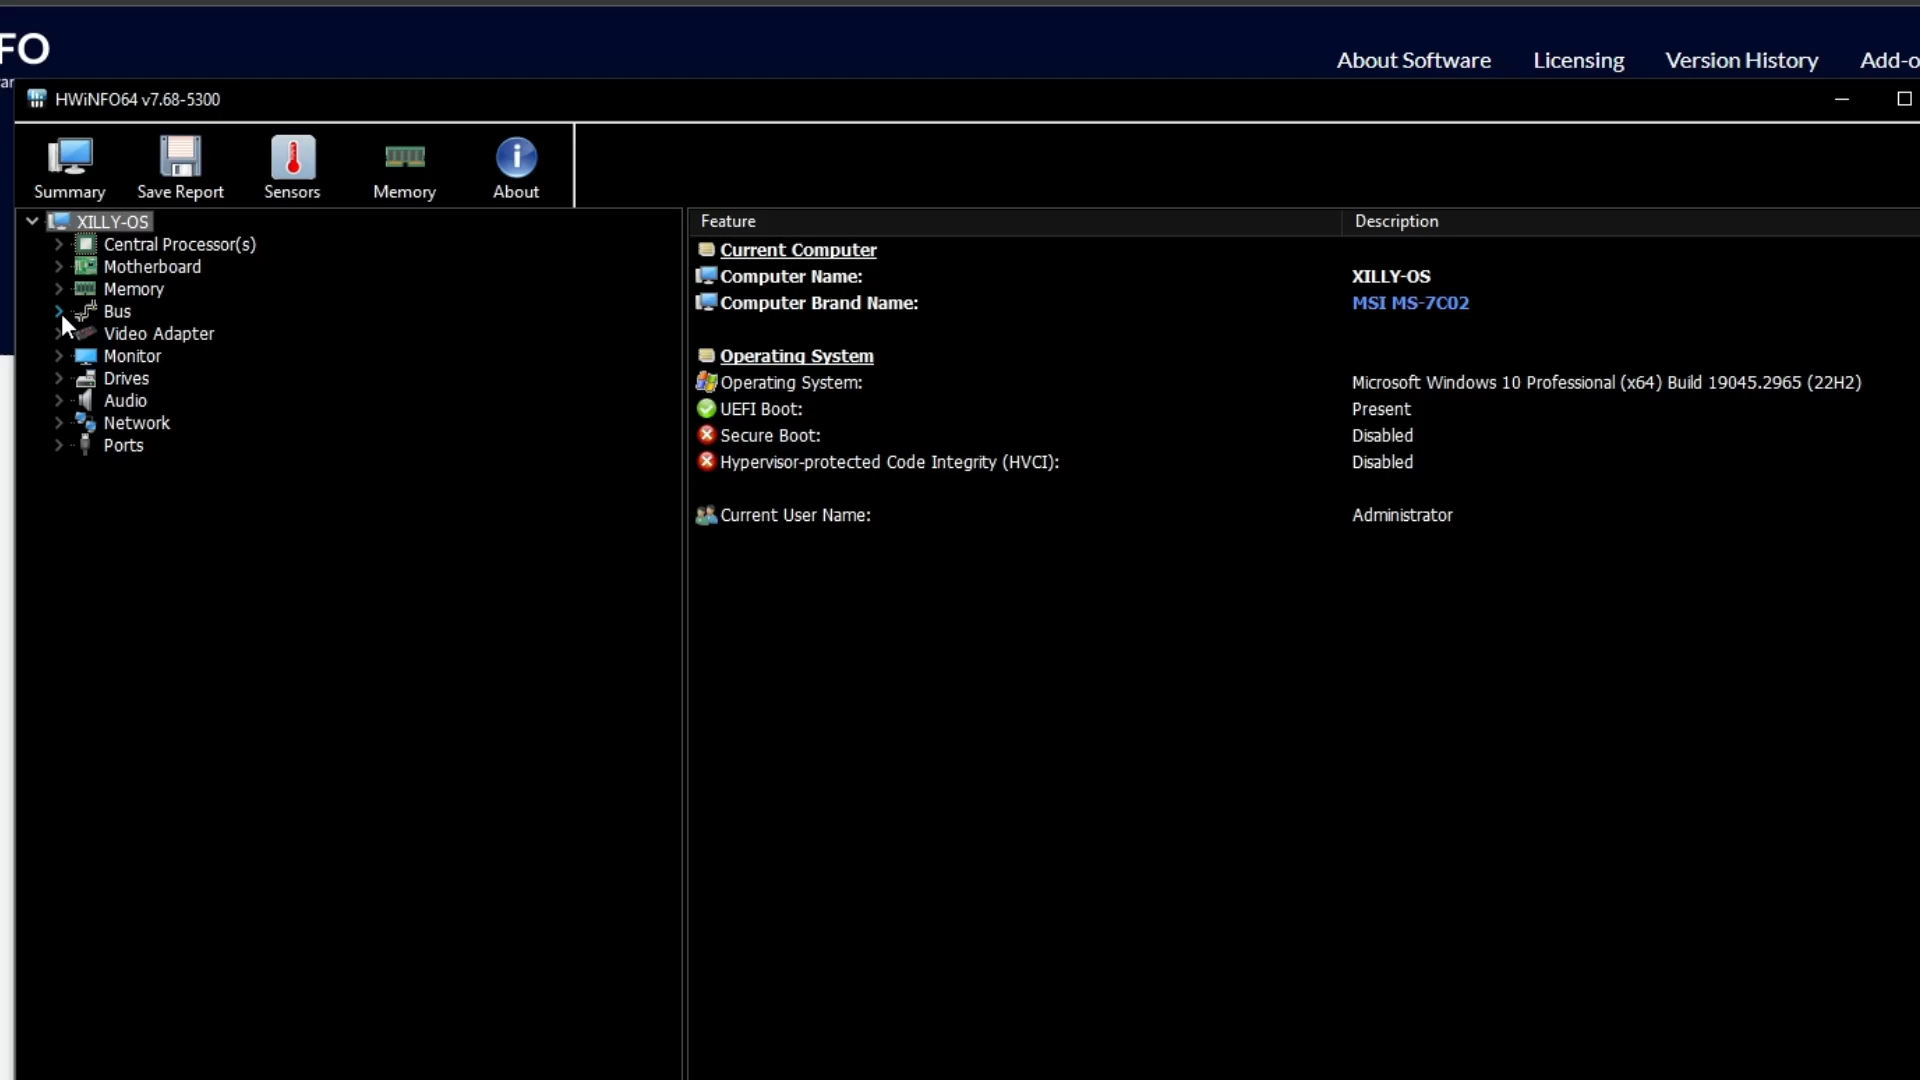 FO
About Software Licensing Version History Add-o
ar
HWiNFO64 v7.68-5300
Summary Save Report Sensors Memory About
XILLY-OS
Central Processor(s)
Motherboard
Memory
Bus
Video Adapter
Monitor
Drives
Audio
Network
Ports
Feature Description
Current Computer
Computer Name: XILLY-OS
Computer Brand Name: MSI MS-7C02
Operating System
Operating System: Microsoft Windows 10 Professional (x64) Build 19045.2965 (22H2)
UEFI Boot: Present
Secure Boot: Disabled
Hypervisor-protected Code Integrity (HVCI): Disabled
Current User Name: Administrator